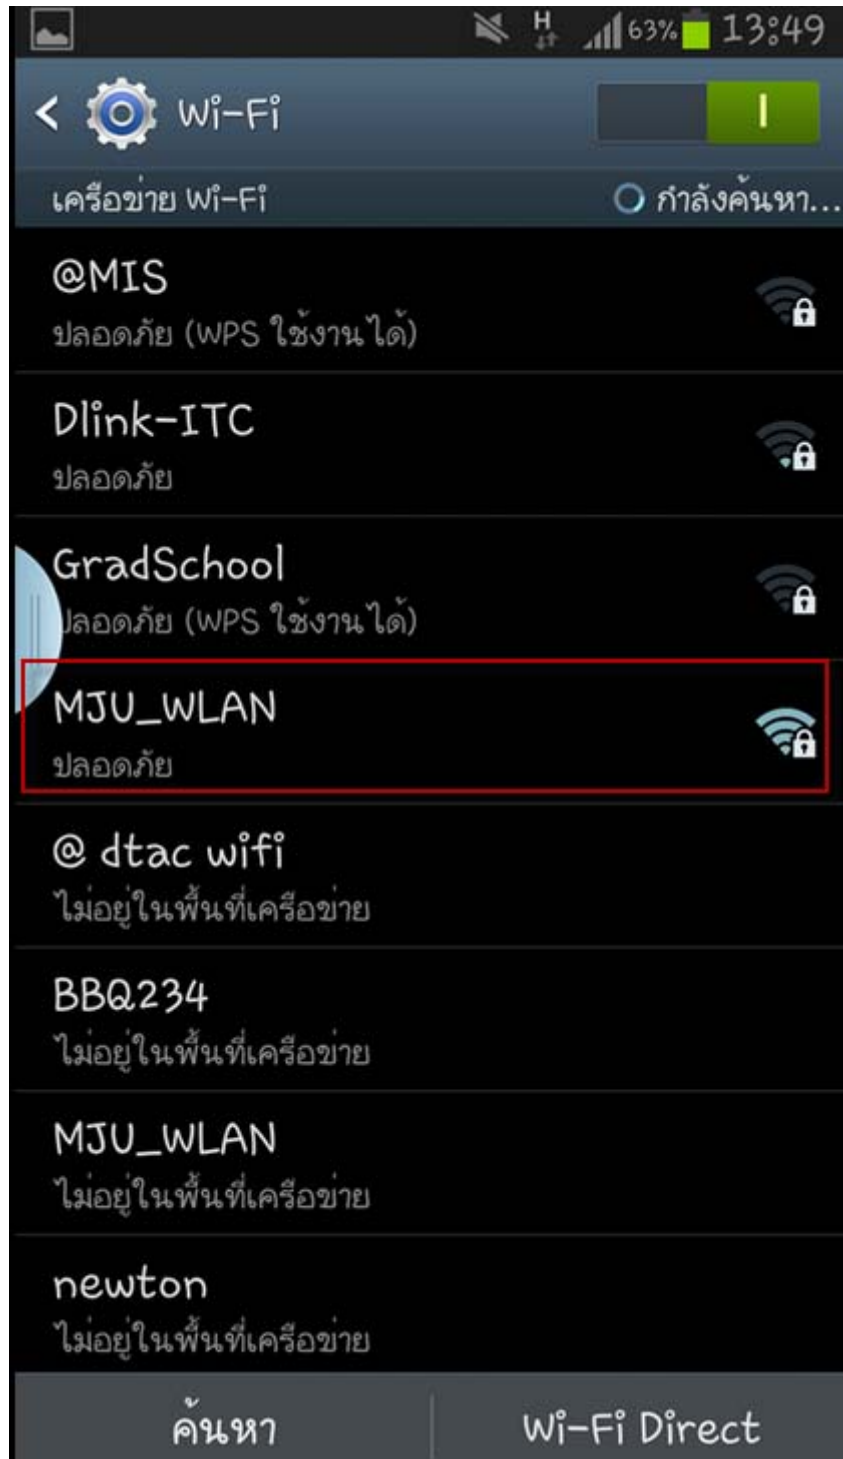 H 63% 13:49
Wi-Fi
เครือข่าย Wi-Fi กำลังค้นหา...
@MIS
ปลอดภัย (WPS ใช้งานได้)
Dlink-ITC
ปลอดภัย
GradSchool
ปลอดภัย (WPS ใช้งานได้)
MJU_WLAN
ปลอดภัย
@ dtac wifi
ไม่อยู่ในพื้นที่เครือข่าย
BBQ234
ไม่อยู่ในพื้นที่เครือข่าย
MJU_WLAN
ไม่อยู่ในพื้นที่เครือข่าย
newton
ไม่อยู่ในพื้นที่เครือข่าย
ค้นหา Wi-Fi Direct